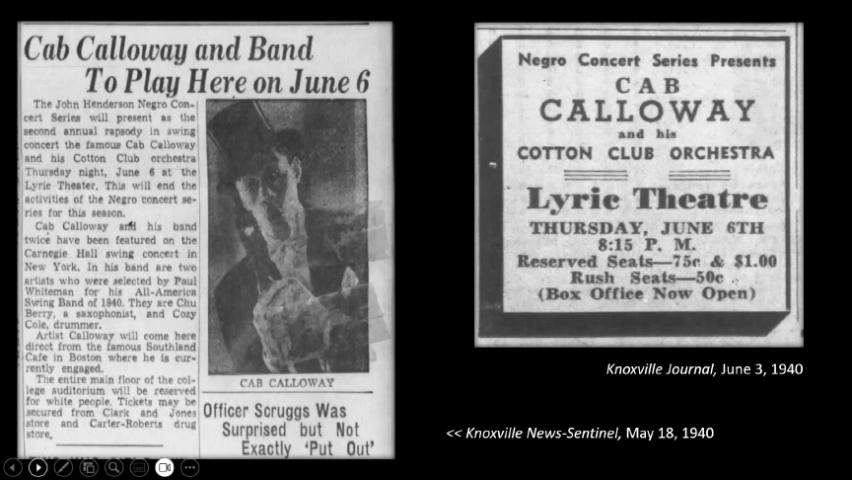 Cab Calloway and Band
To Play Here on June 6
The John Henderson Negro Con-
cert Series will present as the
second annual rapsody in swing
concert the famous Cab Calloway
and his Cotton Club orchestra
Thursday night, June 6 at the
Lyric Theater. This will end the
activities of the Negro concert se-
ries for this season.
Cab Calloway and his band
twice have been featured on the
Carnegie Hall swing concert in
New York. In his band are two
artists who were selected by Paul
Whiteman for his All-America
Swing Band of 1940. They are Chu
Berry, a saxophonist, and Cozy
Cole, drummer.
Artist Calloway will come here
direct from the famous Southland
Cafe in Boston where he is cur-
rently engaged.
The entire main floor of the col-
lege auditorium will be reserved
for white people. Tickets may be
secured from Clark and Jones
store and Carter-Roberts drug
store.
CAB CALLOWAY
Officer Scruggs Was
Surprised but Not
Exactly 'Put Out'
Negro Concert Series Presents
CAB
CALLOWAY
and his
COTTON CLUB ORCHESTRA
Lyric Theatre
THURSDAY, JUNE 6TH
8:15 P. M.
Reserved Seats—75c & $1.00
Rush Seats—50c
(Box Office Now Open)
Knoxville Journal, June 3, 1940
<< Knoxville News-Sentinel, May 18, 1940